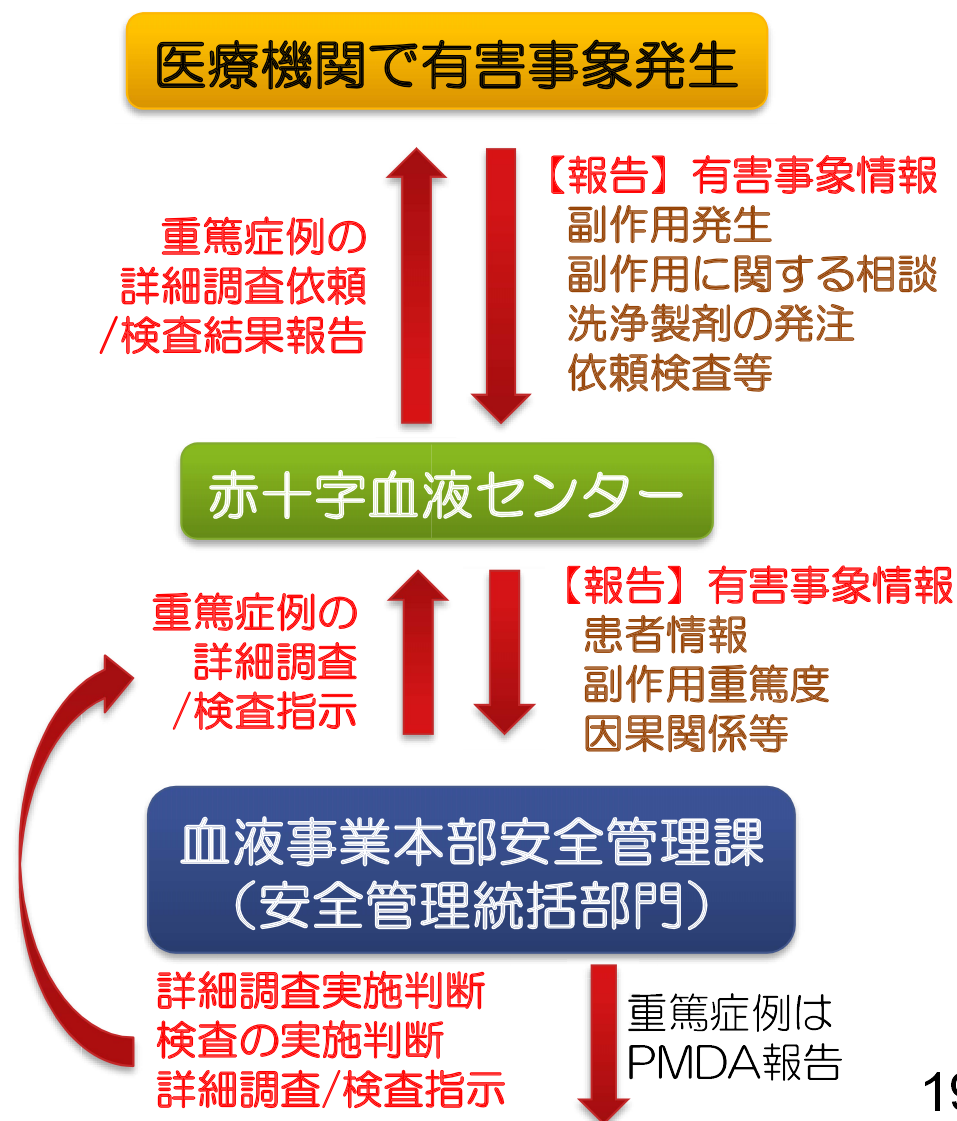 医療機関で有害事象発生
重篤症例の
詳細調査依頼
/検査結果報告
【報告】有害事象情報
副作用発生
副作用に関する相談
洗浄製剤の発注
依頼検査等
赤十字血液センター
重篤症例の
詳細調査
/検査指示
【報告】有害事象情報
患者情報
副作用重篤度
因果関係等
血液事業本部安全管理課
（安全管理統括部門）
詳細調査実施判断
検査の実施判断
詳細調査/検査指示
重篤症例は
PMDA報告
19